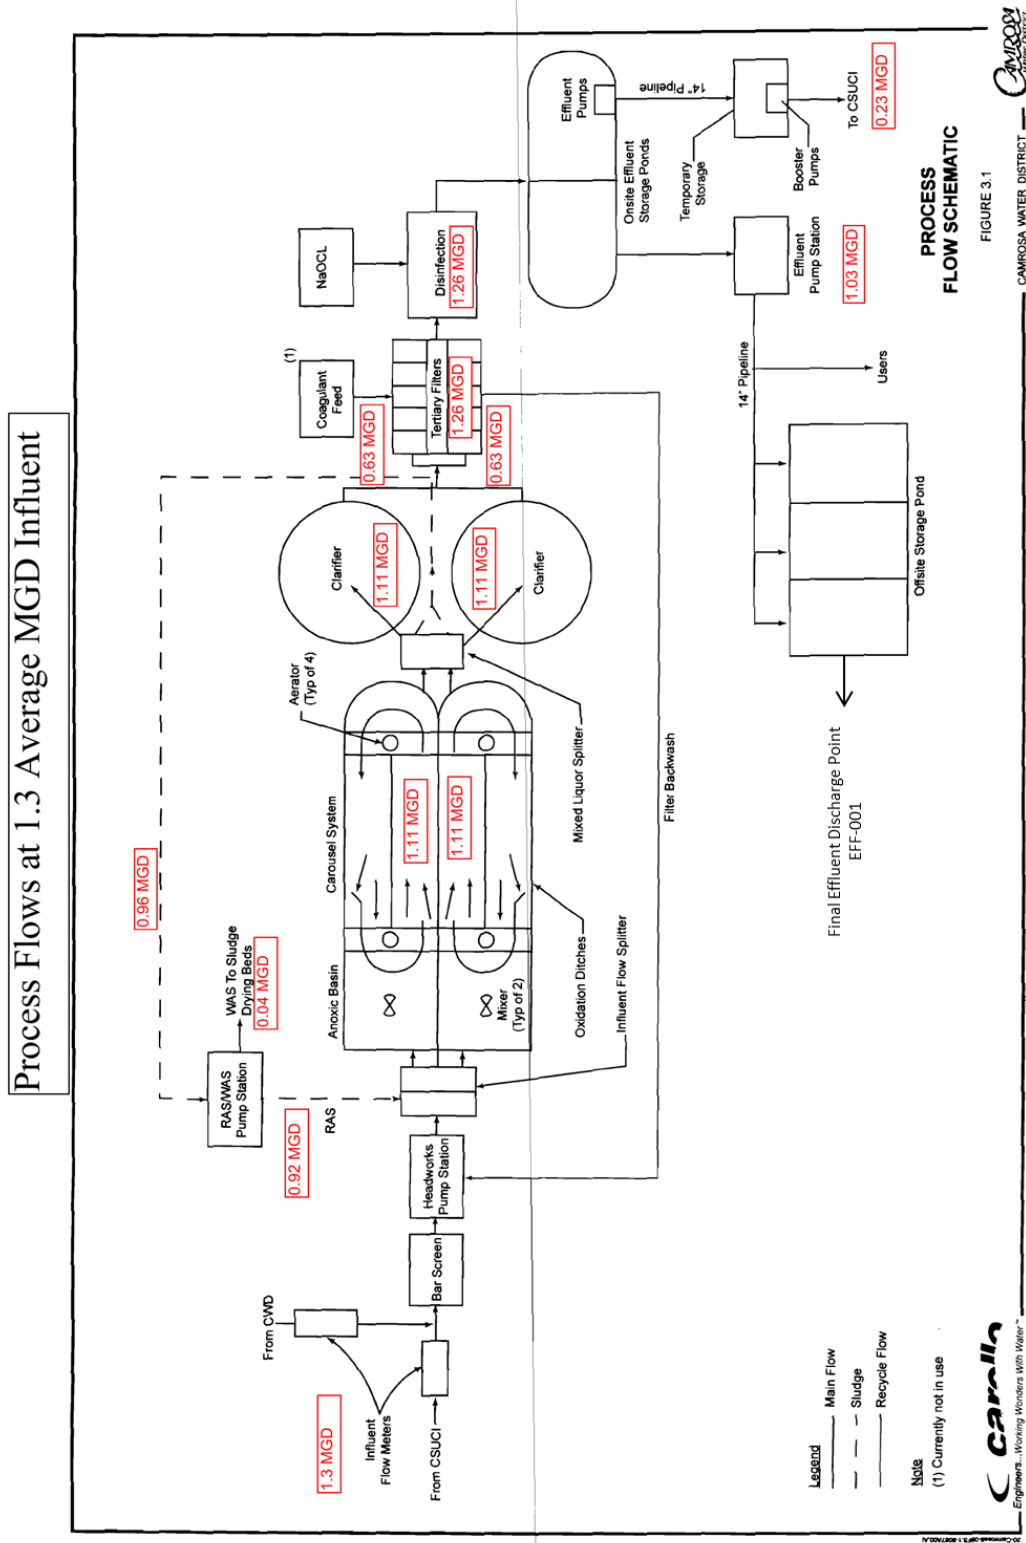 Process Flows at 1.3 Average MGD Influent
0.96 MGD
WAS To Sludge
Drying Beds
0.04 MGD
RAS/WAS
Pump Station
0.92 MGD
RAS
1.3 MGD
Influent
Flow Meters
From CWD
From CSUCI
Bar Screen
Headworks
Pump Station
Anoxic Basin
Carousel System
Aerator
(Typ of 4)
Mixer
(Typ of 2)
1.11 MGD
1.11 MGD
Oxidation Ditches
Influent Flow Splitter
Mixed Liquor Splitter
Filter Backwash
Clarifier
1.11 MGD
1.11 MGD
Clarifier
0.63 MGD
0.63 MGD
Coagulant
Feed
(1)
Tertiary Filters
1.26 MGD
NaOCL
Disinfection
1.26 MGD
Onsite Effluent
Storage Ponds
Effluent
Pumps
14" Pipeline
Temporary
Storage
Booster
Pumps
To CSUCI
0.23 MGD
Effluent
Pump Station
1.03 MGD
14" Pipeline
Users
Offsite Storage Pond
Final Effluent Discharge Point
EFF-001
Legend
Main Flow
Sludge
Recycle Flow
Note
(1) Currently not in use
PROCESS
FLOW SCHEMATIC
FIGURE 3.1
CAMROSA WATER DISTRICT
CAMROSA
Water District
carollo
Engineers...Working Wonders With Water™